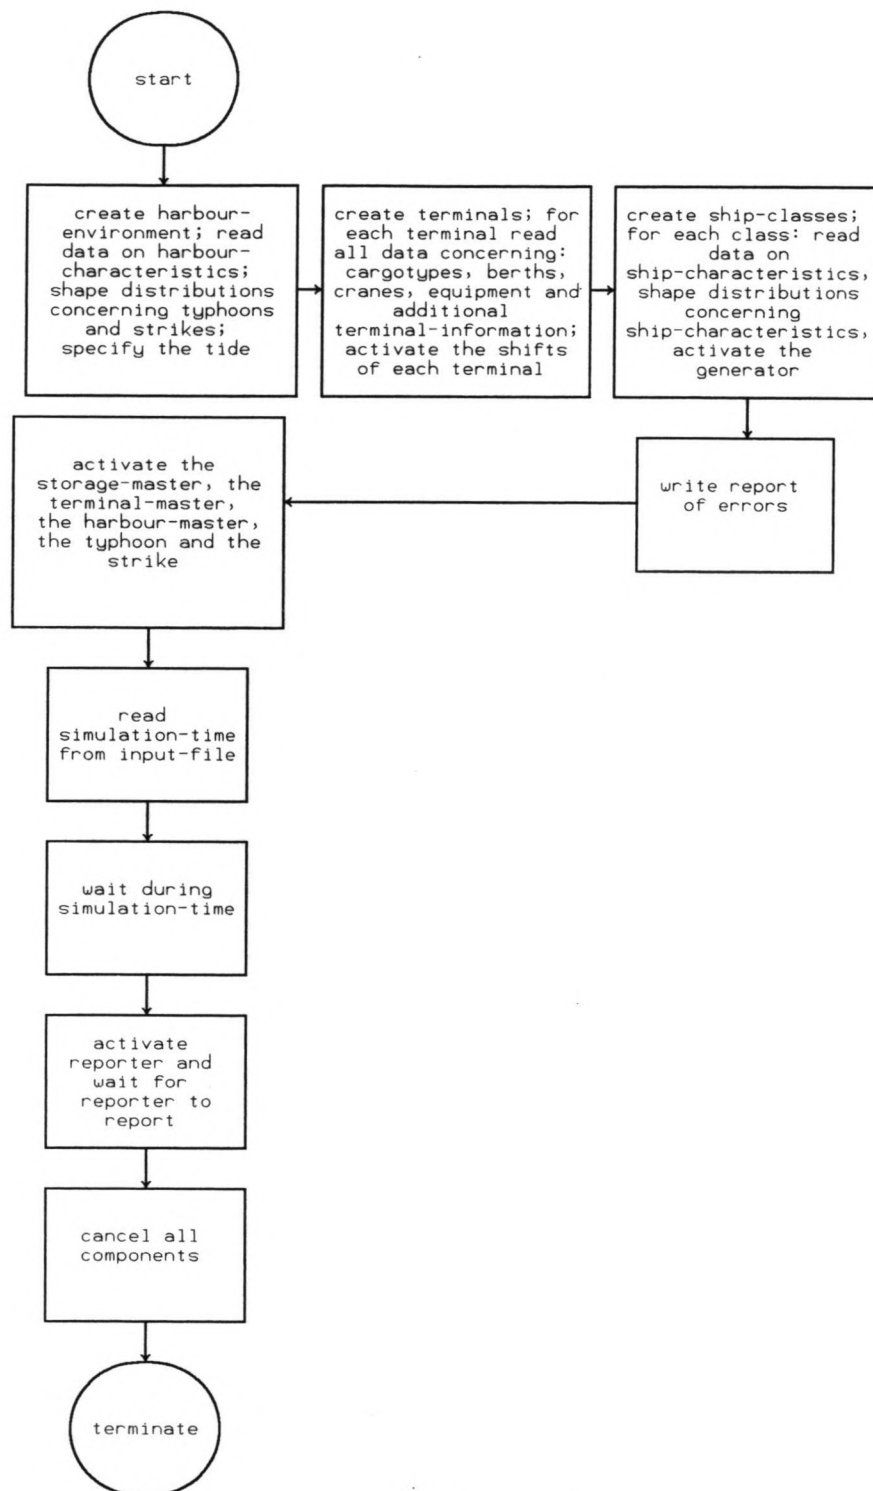 start
create harbour-
environment; read
data on harbour-
characteristics;
shape distributions
concerning typhoons
and strikes;
specify the tide
create terminals; for
each terminal read
all data concerning:
cargotypes, berths,
cranes, equipment and
additional
terminal-information;
activate the shifts
of each terminal
create ship-classes;
for each class: read
data on
ship-characteristics,
shape distributions
concerning
ship-characteristics,
activate the
generator
write report
of errors
activate the
storage-master, the
terminal-master,
the harbour-master,
the typhoon and the
strike
read
simulation-time
from input-file
wait during
simulation-time
activate
reporter and
wait for
reporter to
report
cancel all
components
terminate